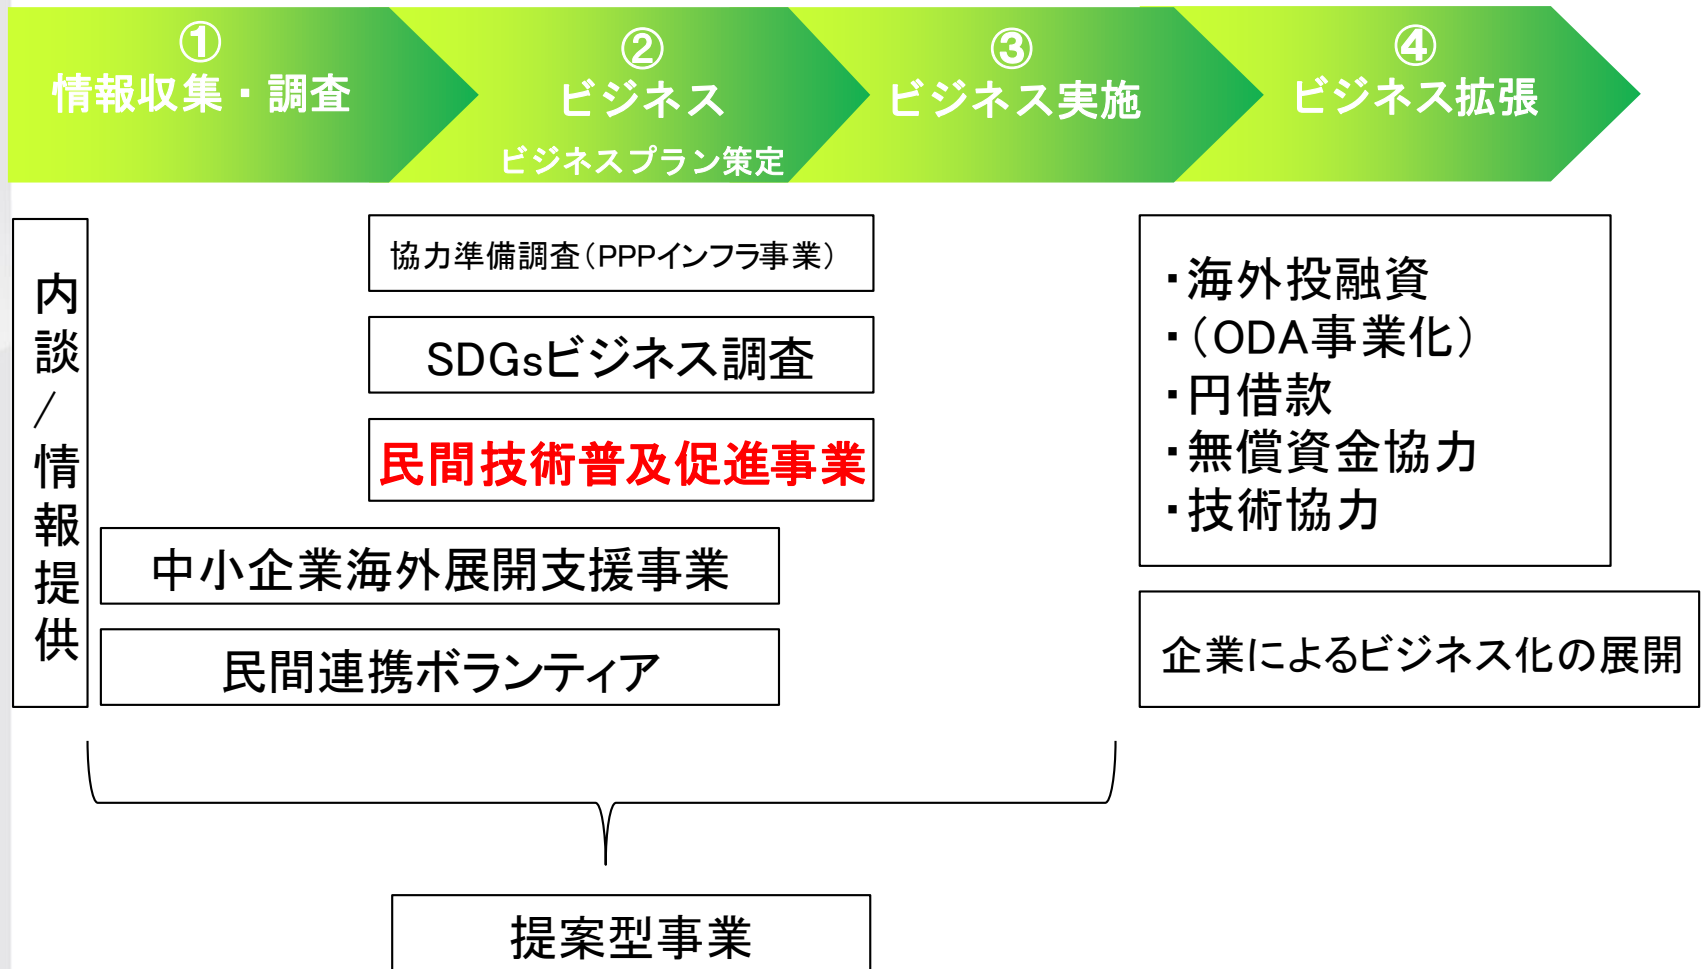 ①
情報収集・調査
②
ビジネス
ビジネスプラン策定
③
ビジネス実施
④
ビジネス拡張
内談/情報提供
協力準備調査(PPPインフラ事業)
SDGsビジネス調査
民間技術普及促進事業
中小企業海外展開支援事業
民間連携ボランティア
・海外投融資
・(ODA事業化)
・円借款
・無償資金協力
・技術協力
企業によるビジネス化の展開
提案型事業